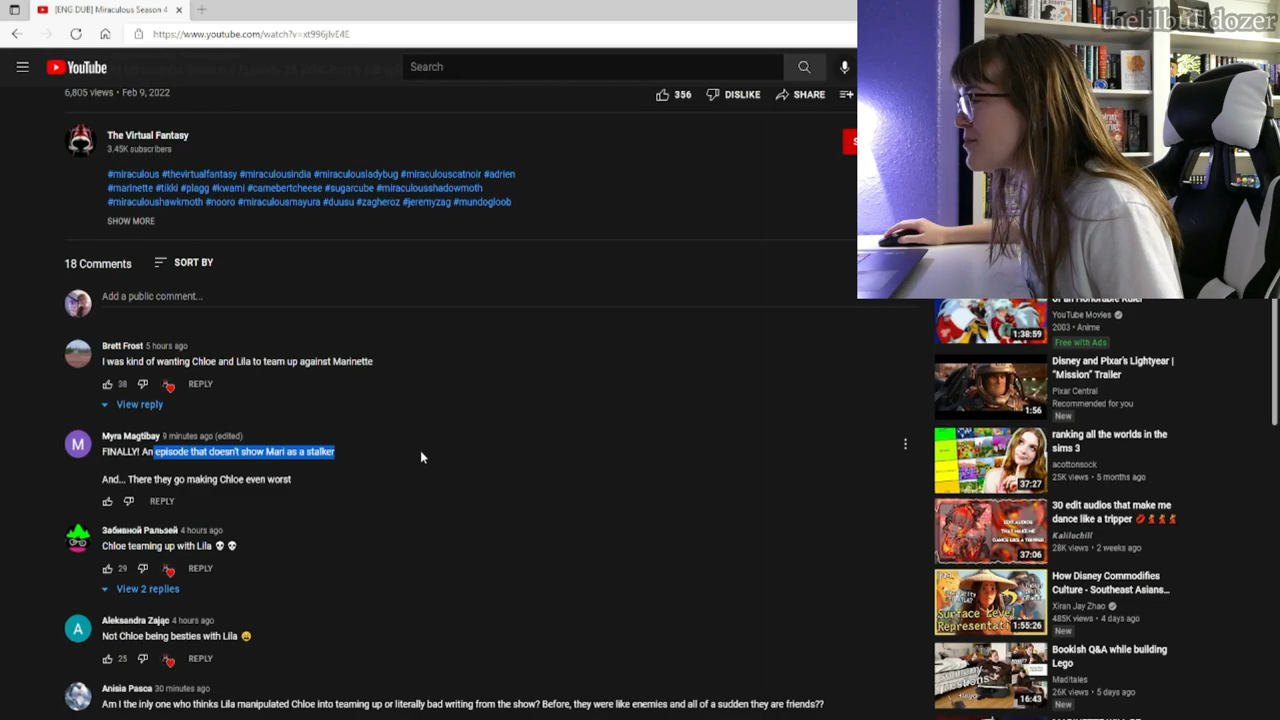 [ENG DUB] Miraculous Season 4
thelilbulldozer
https://www.youtube.com/watch?v=xt996jlvE4E
YouTube
Search
6,805 views • Feb 9, 2022
356
DISLIKE
SHARE
The Virtual Fantasy
3.45K subscribers
#miraculous #thevirtualfantasy #miraculousindia #miraculousladybug #miraculouscatnoir #adrien
#marinette #tikki #plagg #kwami #camebertcheese #sugarcube #miraculousshadowmoth
#miraculoushawkmoth #nooro #miraculousmayura #duusu #zagheroz #jeremyzag #mundogloob
SHOW MORE
18 Comments
SORT BY
Add a public comment...
Brett Frost 5 hours ago
I was kind of wanting Chloe and Lila to team up against Marinette
38
REPLY
View reply
M
Myra Magtibay 9 minutes ago (edited)
FINALLY! An episode that doesn't show Mari as a stalker
And... There they go making Chloe even worst
REPLY
Забивной Ральзей 4 hours ago
Chloe teaming up with Lila 💀 💀
29
REPLY
View 2 replies
A
Aleksandra Zając 4 hours ago
Not Chloe being besties with Lila
25
REPLY
Anisia Pasca 30 minutes ago
Am I the inly one who thinks Lila manipulated Chloe into teaming up or literally bad writing from the show? Before, they were like enemies and all of a sudden they are friends??
of an Honorable Ruler
YouTube Movies
2003 • Anime
Free with Ads
1:38:59
Disney and Pixar's Lightyear |
"Mission" Trailer
Pixar Central
Recommended for you
New
1:56
ranking all the worlds in the
sims 3
acottonsock
25K views • 5 months ago
37:27
30 edit audios that make me
dance like a tripper
Kaliluchill
28K views • 2 weeks ago
37:06
How Disney Commodifies
Culture - Southeast Asians...
Xiran Jay Zhao
485K views • 4 days ago
New
Surface Level
1:55:26
Bookish Q&A while building
Lego
Maditales
26K views • 5 days ago
New
16:43